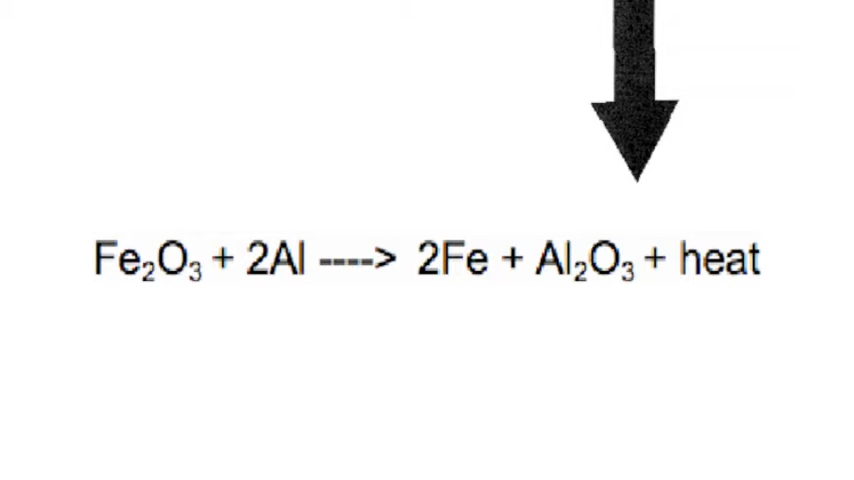 Fe₂O₃ + 2Al ----> 2Fe + Al₂O₃ + heat